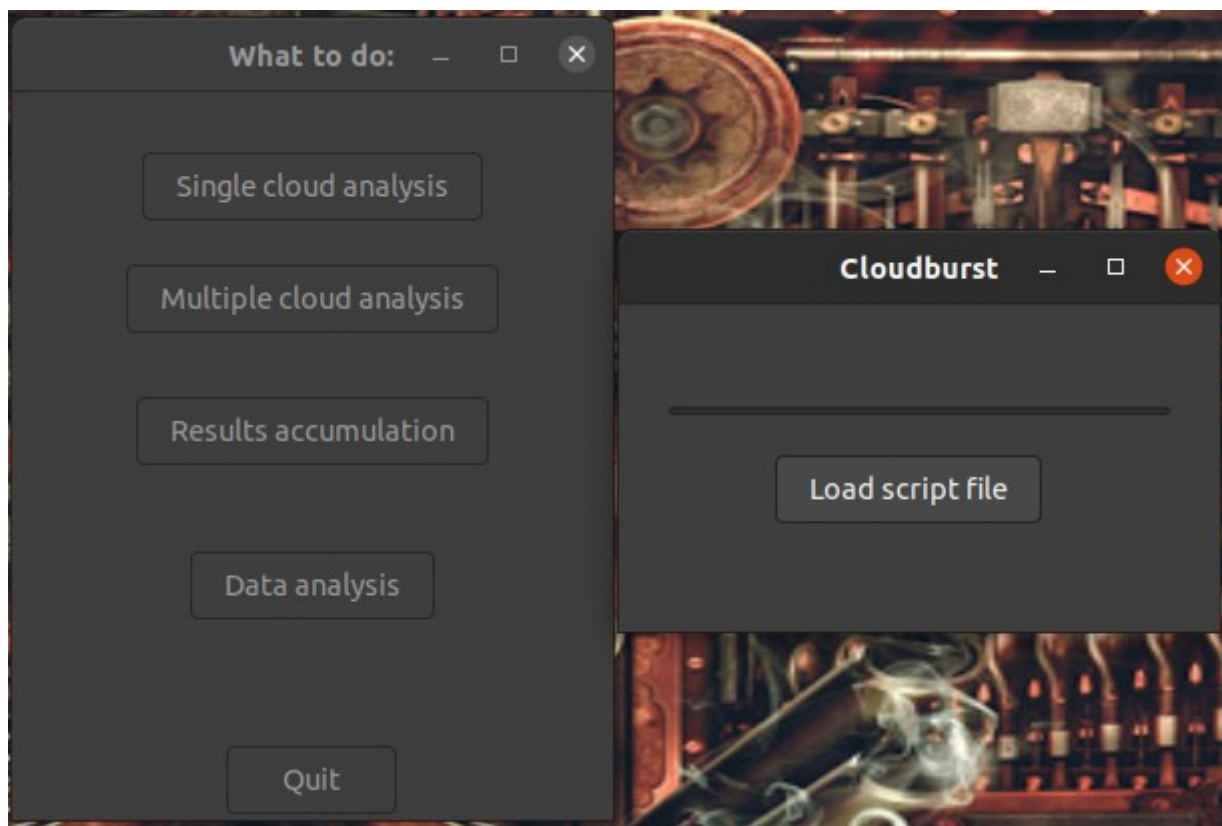 What to do:
Single cloud analysis
Multiple cloud analysis
Results accumulation
Data analysis
Quit
Cloudburst
Load script file